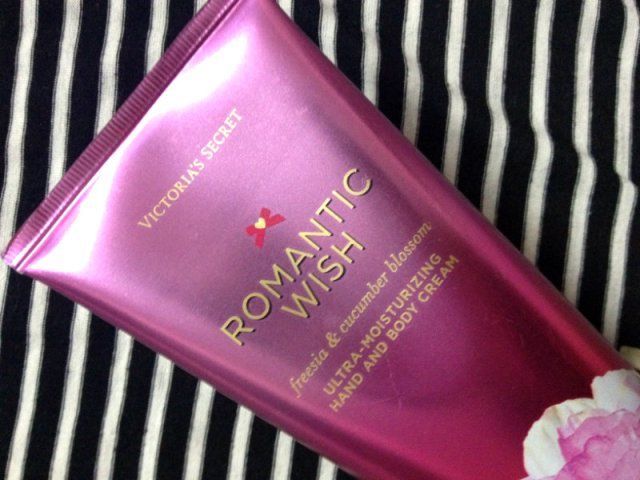 VICTORIA'S SECRET
ROMANTIC
WISH
freesia & cucumber blossom
ULTRA-MOISTURIZING
HAND AND BODY CREAM